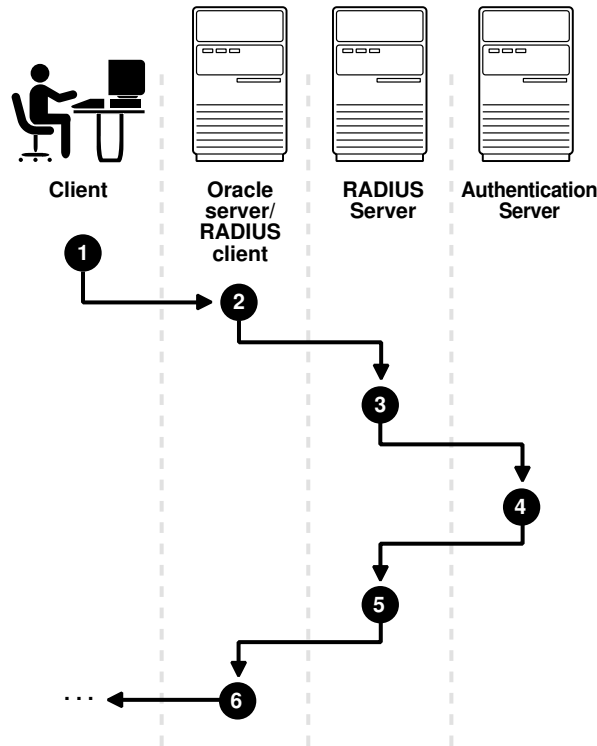 Client
Oracle
server/
RADIUS
client
RADIUS
Server
Authentication
Server
1
2
3
4
5
6
...